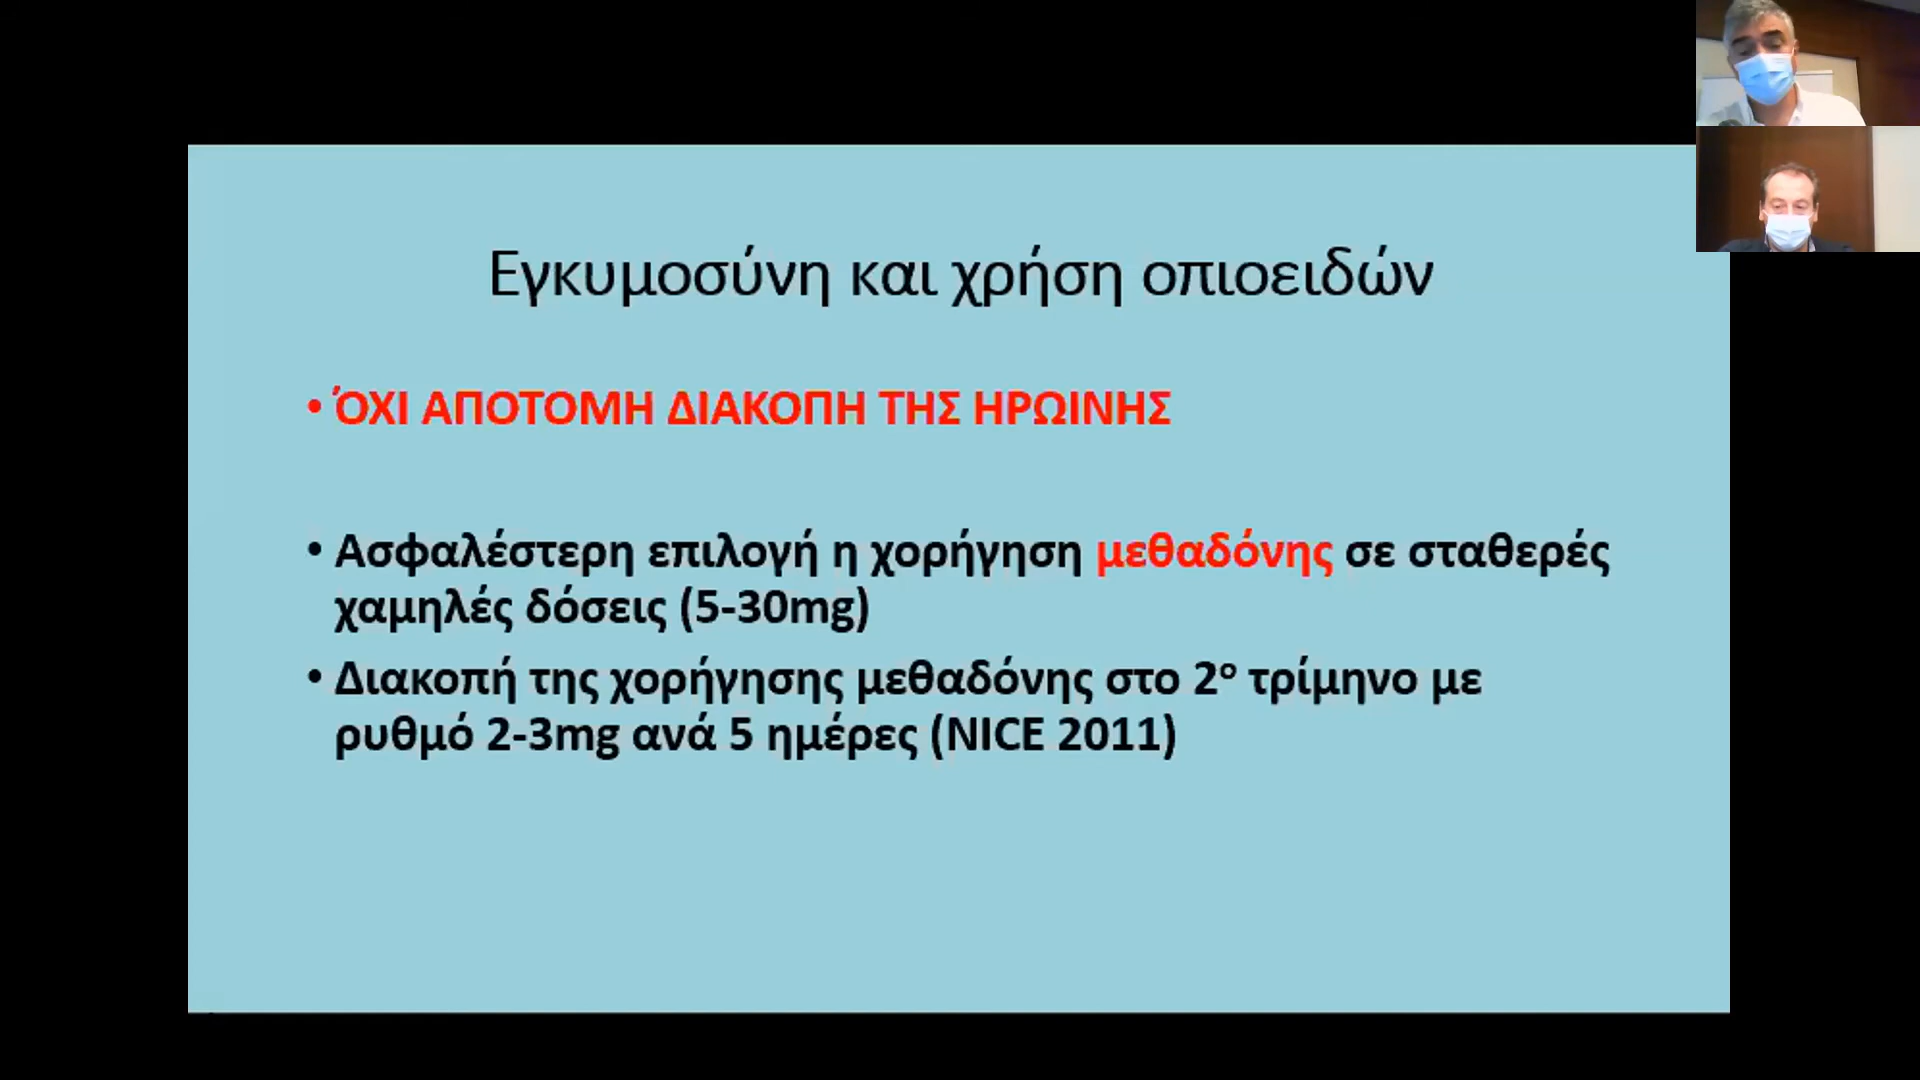 Εγκυμοσύνη και χρήση οπιοειδών
• ΌΧΙ ΑΠΟΤΟΜΗ ΔΙΑΚΟΠΗ ΤΗΣ ΗΡΩΙΝΗΣ
• Ασφαλέστερη επιλογή η χορήγηση μεθαδόνης σε σταθερές
χαμηλές δόσεις (5-30mg)
• Διακοπή της χορήγησης μεθαδόνης στο 2ο τρίμηνο με
ρυθμό 2-3mg ανά 5 ημέρες (NICE 2011)